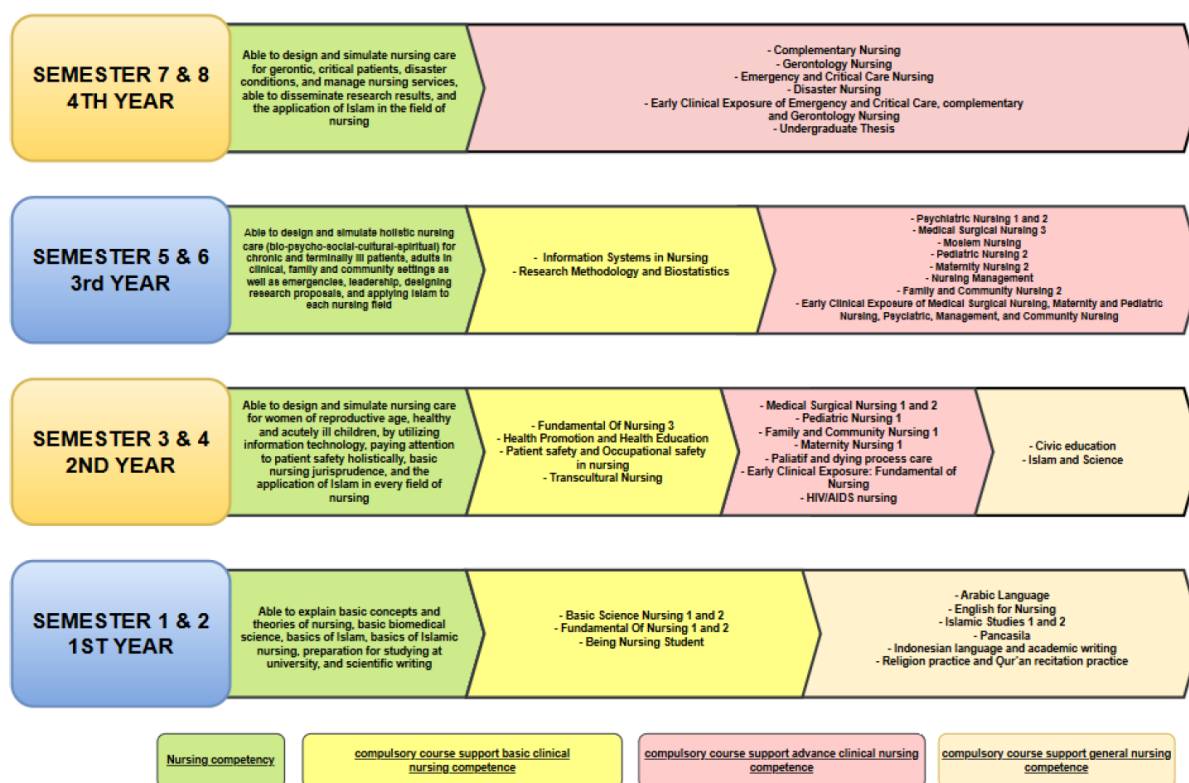 SEMESTER 7 & 8
4TH YEAR
Able to design and simulate nursing care
for gerontic, critical patients, disaster
conditions, and manage nursing services,
able to disseminate research results, and
the application of Islam in the field of
nursing
- Complementary Nursing
- Gerontology Nursing
- Emergency and Critical Care Nursing
- Disaster Nursing
- Early Clinical Exposure of Emergency and Critical Care, complementary
and Gerontology Nursing
- Undergraduate Thesis
SEMESTER 5 & 6
3rd YEAR
Able to design and simulate holistic nursing
care (bio-psycho-social-cultural-spiritual) for
chronic and terminally ill patients, adults in
clinical, family and community settings as
well as emergencies, leadership, designing
research proposals, and applying Islam to
each nursing field
- Information Systems in Nursing
- Research Methodology and Biostatistics
- Psychiatric Nursing 1 and 2
- Medical Surgical Nursing 3
- Moslem Nursing
- Pediatric Nursing 2
- Maternity Nursing 2
- Nursing Management
- Family and Community Nursing 2
- Early Clinical Exposure of Medical Surgical Nursing, Maternity and Pediatric
Nursing, Psyciatric, Management, and Community Nursing
SEMESTER 3 & 4
2ND YEAR
Able to design and simulate nursing care
for women of reproductive age, healthy
and acutely ill children, by utilizing
information technology, paying attention
to patient safety holistically, basic
nursing jurisprudence, and the
application of Islam in every field of
nursing
- Fundamental Of Nursing 3
- Health Promotion and Health Education
- Patient safety and Occupational safety
in nursing
- Transcultural Nursing
- Medical Surgical Nursing 1 and 2
- Pediatric Nursing 1
- Family and Community Nursing 1
- Maternity Nursing 1
- Paliatif and dying process care
- Early Clinical Exposure: Fundamental of
Nursing
- HIV/AIDS nursing
- Civic education
- Islam and Science
SEMESTER 1 & 2
1ST YEAR
Able to explain basic concepts and
theories of nursing, basic biomedical
science, basics of Islam, basics of Islamic
nursing, preparation for studying at
university, and scientific writing
- Basic Science Nursing 1 and 2
- Fundamental Of Nursing 1 and 2
- Being Nursing Student
- Arabic Language
- English for Nursing
- Islamic Studies 1 and 2
- Pancasila
- Indonesian language and academic writing
- Religion practice and Qur'an recitation practice
Nursing competency
compulsory course support basic clinical
nursing competence
compulsory course support advance clinical nursing
competence
compulsory course support general nursing
competence